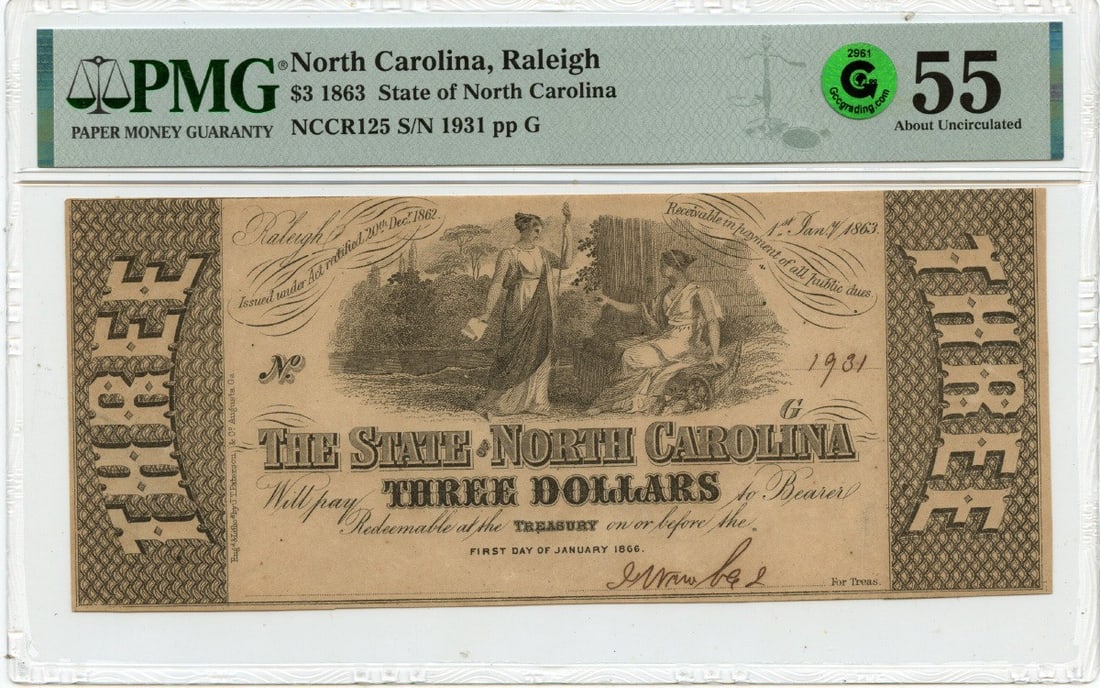 PMG®
PAPER MONEY GUARANTY
North Carolina, Raleigh
$3 1863 State of North Carolina
NCCR125 S/N 1931 pp G
2961
G
Gccgrading.com
55
About Uncirculated
THREE
Raleigh
Issued under Act ratified 20th Decr. 1862.
Receivable in payment of all public dues.
1st Jany 1863.
No
1931
G
THE STATE OF NORTH CAROLINA
Will pay THREE DOLLARS to Bearer
Redeemable at the TREASURY on or before the
FIRST DAY OF JANUARY 1866.
For Treas.
THREE